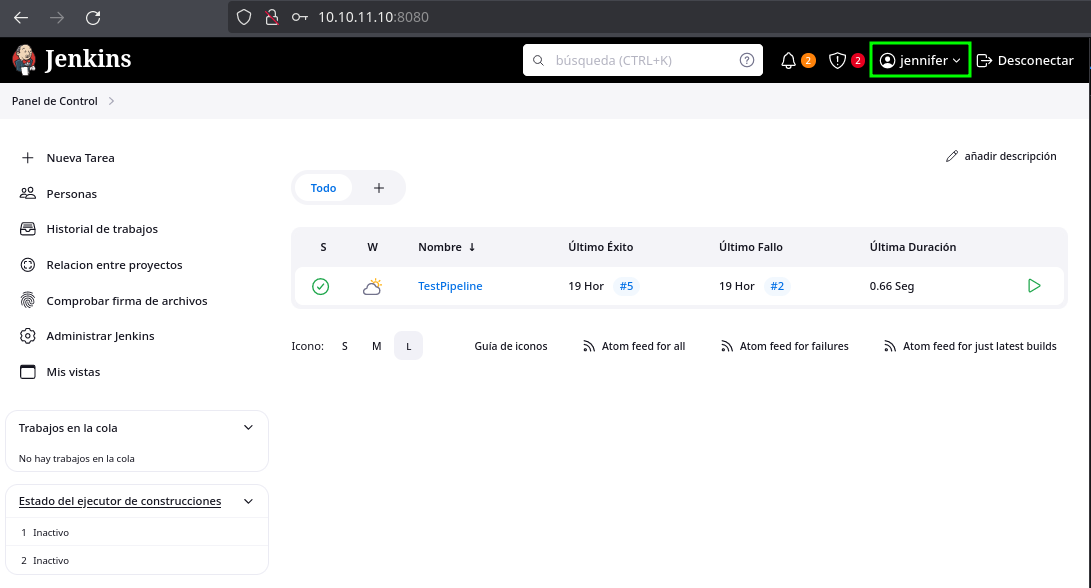 10.10.11.10:8080
Jenkins
búsqueda (CTRL+K)
2
2
jennifer
Desconectar
Panel de Control
Nueva Tarea
Personas
Historial de trabajos
Relacion entre proyectos
Comprobar firma de archivos
Administrar Jenkins
Mis vistas
Trabajos en la cola
No hay trabajos en la cola
Estado del ejecutor de construcciones
1 Inactivo
2 Inactivo
añadir descripción
Todo +
S W Nombre ↓ Último Éxito Último Fallo Última Duración
TestPipeline 19 Hor #5 19 Hor #2 0.66 Seg
Icono: S M L Guía de iconos Atom feed for all Atom feed for failures Atom feed for just latest builds